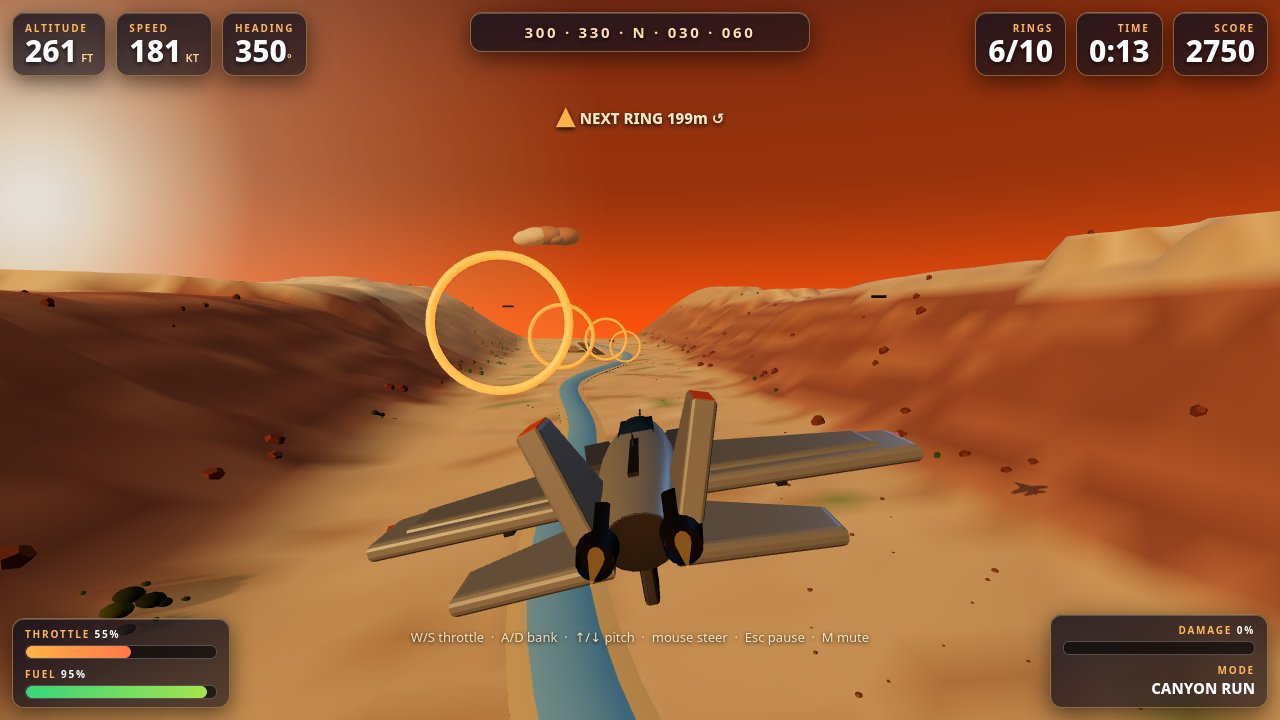 ALTITUDE
261 FT
SPEED
181 KT
HEADING
350°
300 · 330 · N · 030 · 060
RINGS
6/10
TIME
0:13
SCORE
2750
▲ NEXT RING 199m ↺
W/S throttle · A/D bank · ↑/↓ pitch · mouse steer · Esc pause · M mute
THROTTLE 55%
FUEL 95%
DAMAGE 0%
MODE
CANYON RUN